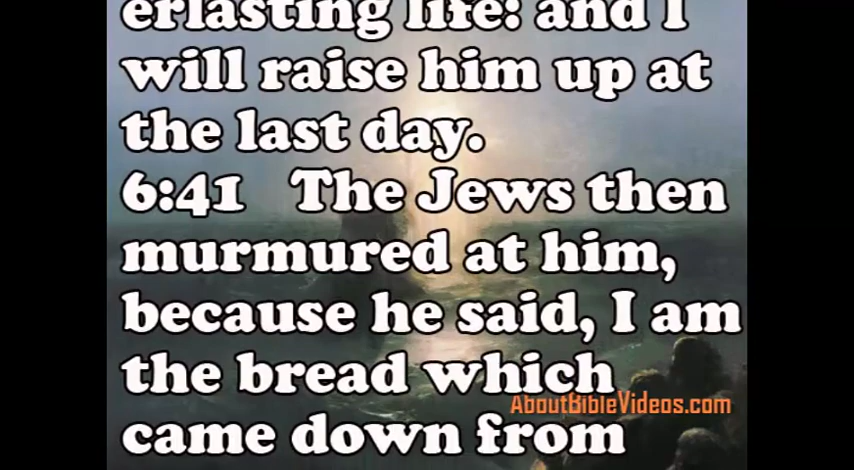 erlasting life: and I
will raise him up at
the last day.
6:41 The Jews then
murmured at him,
because he said, I am
the bread which
AboutBibleVideos.com
came down from